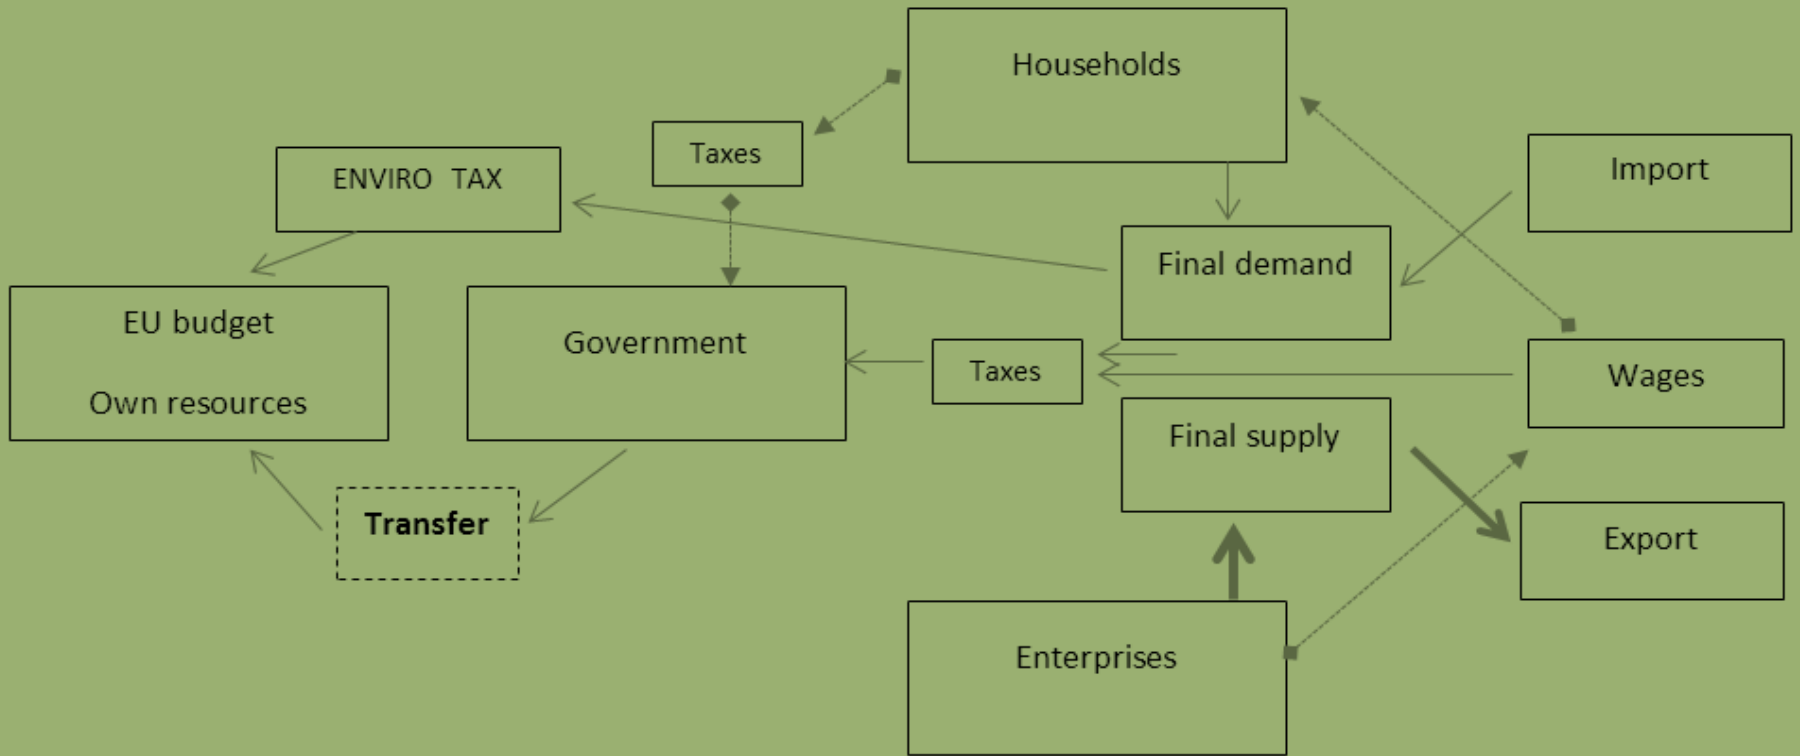 Households
Taxes
Import
ENVIRO TAX
Final demand
EU budget
Own resources
Government
Taxes
Wages
Final supply
Transfer
Export
Enterprises